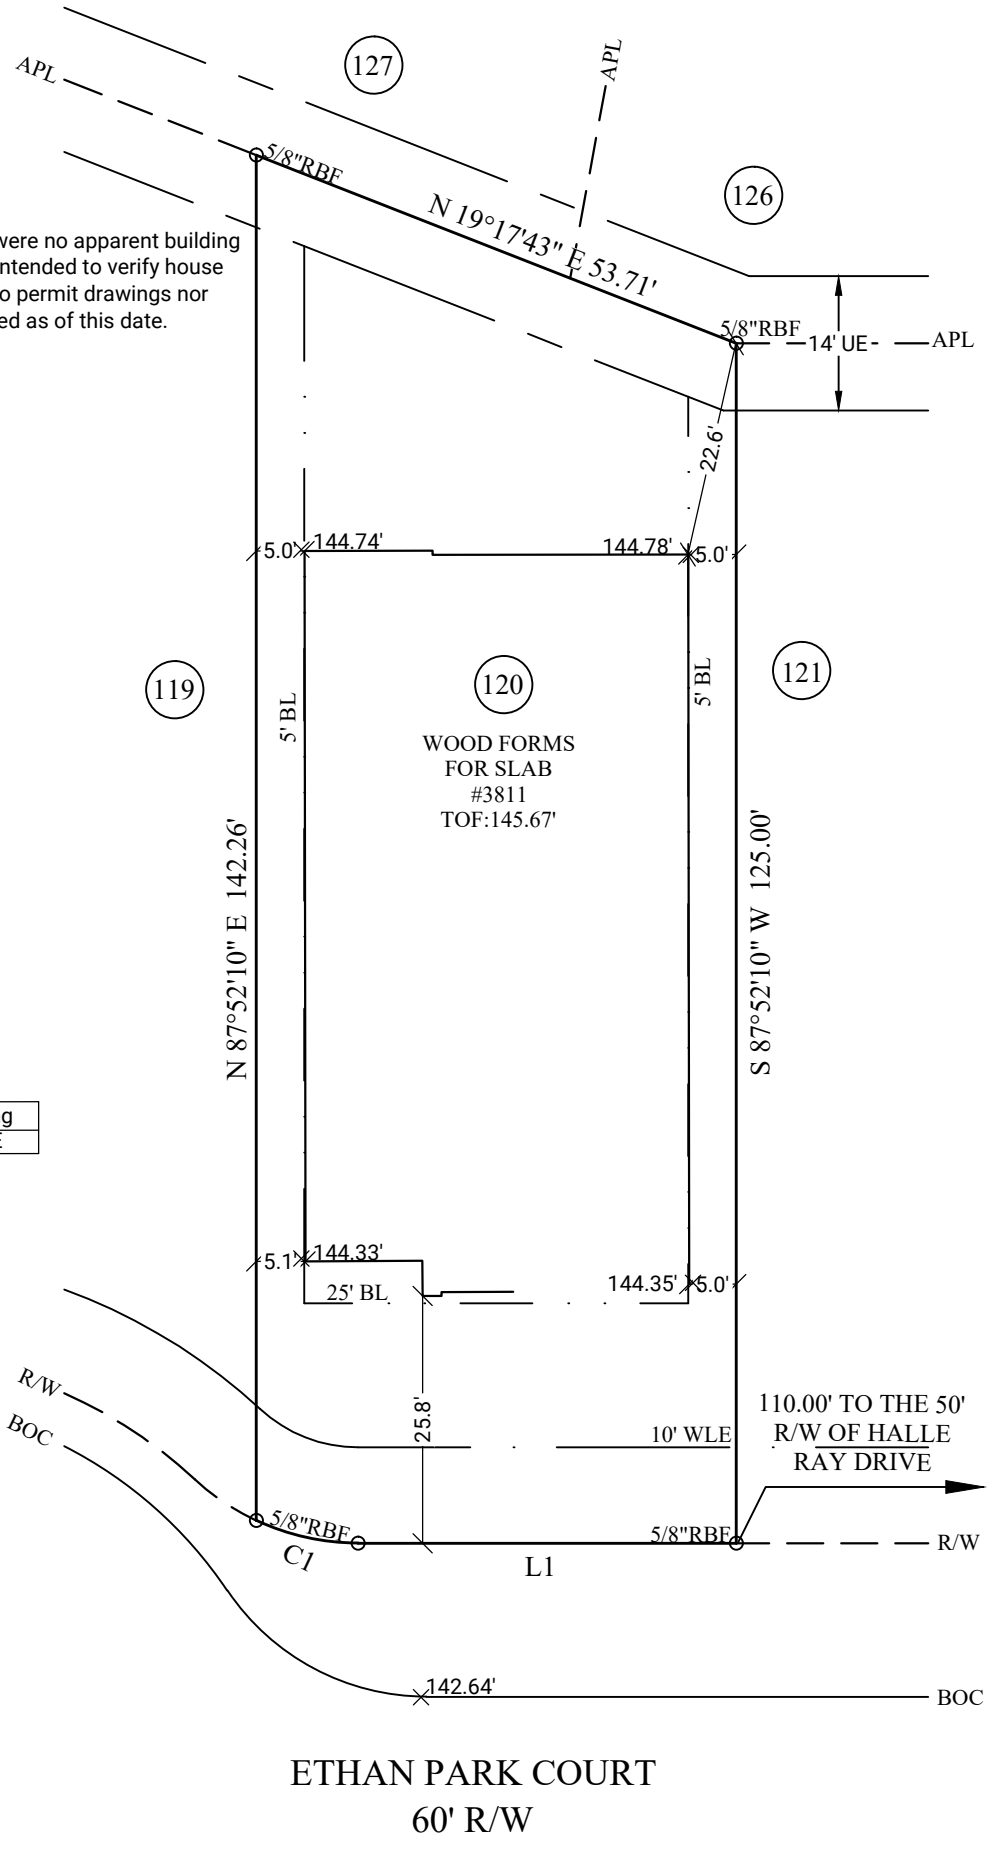 127
APL
APL
5/8"RBF
126
N 19°17'43" E 53.71'
were no apparent building
ntended to verify house
o permit drawings nor
ed as of this date.
5/8"RBF
14' UE
APL
22.6'
5.0'
144.74'
144.78'
5.0'
119
120
121
5' BL
5' BL
WOOD FORMS
FOR SLAB
#3811
TOF:145.67'
N 87°52'10" E 142.26'
S 87°52'10" W 125.00'
g
5.1'
144.33'
144.35'
5.0'
25' BL
R/W
BOC
25.8'
110.00' TO THE 50'
R/W OF HALLE
RAY DRIVE
10' WLE
5/8"RBF
5/8"RBF
C1
L1
R/W
142.64'
BOC
ETHAN PARK COURT
60' R/W